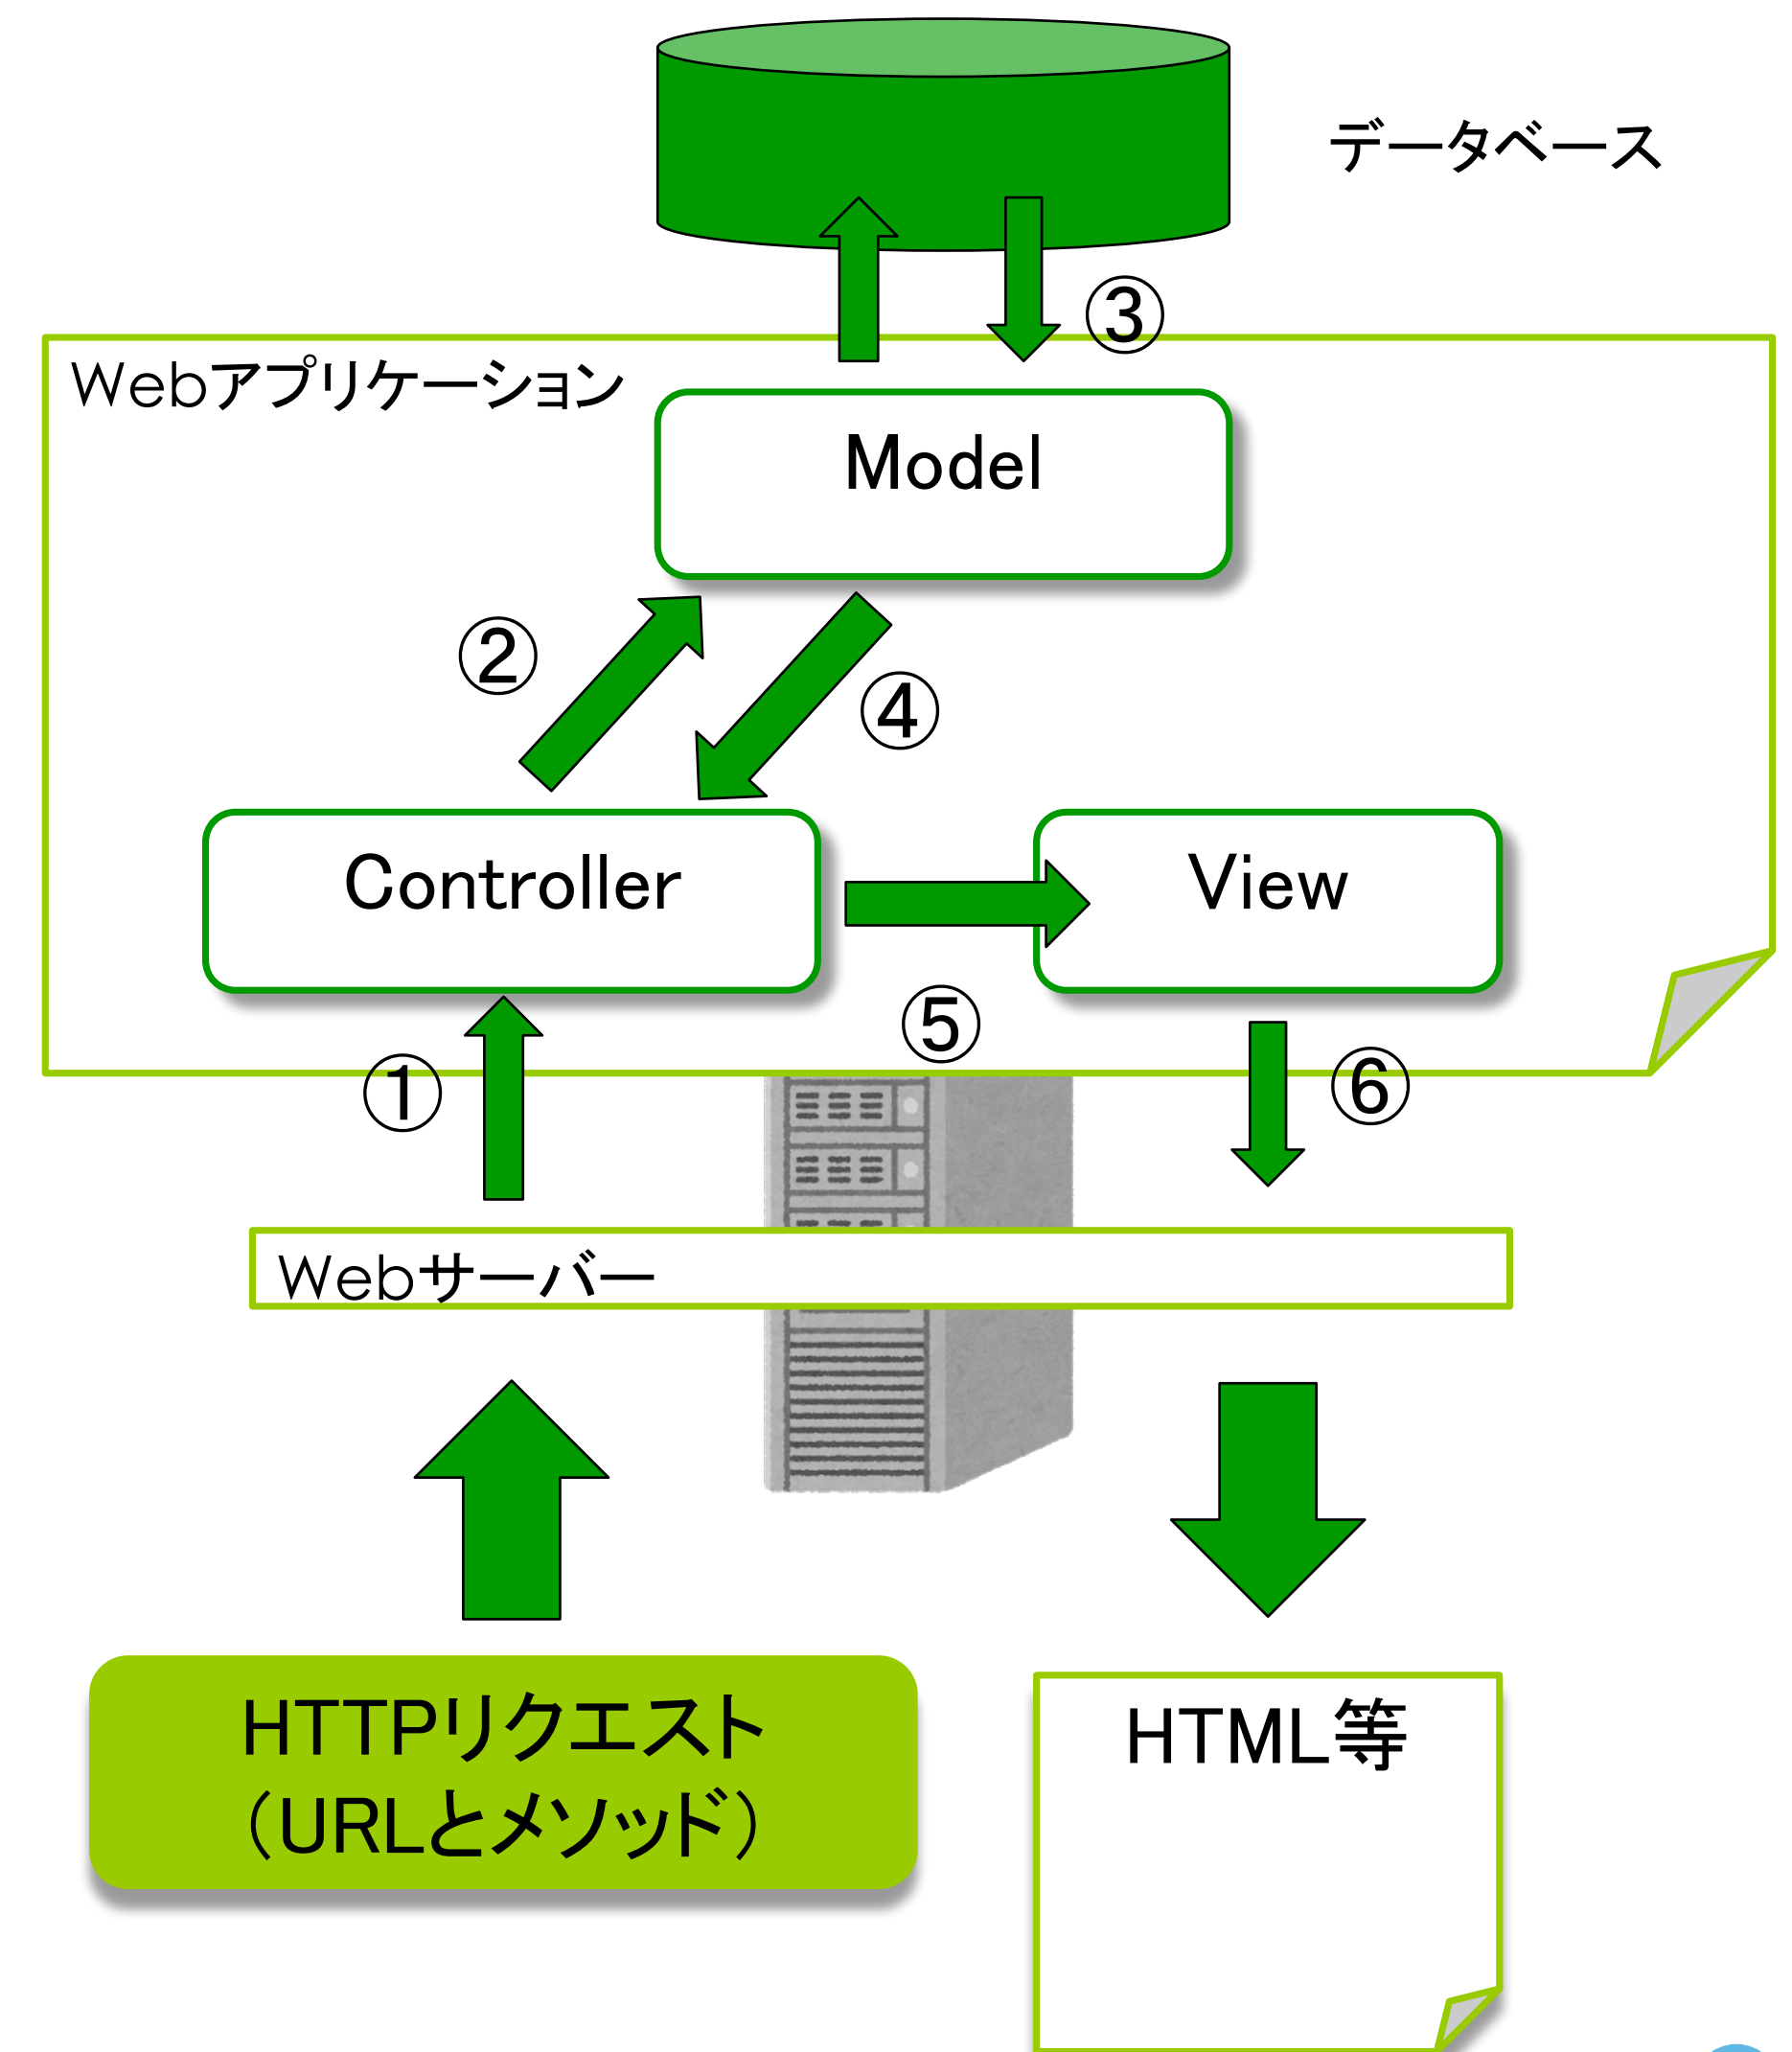 データベース
③
Webアプリケーション
Model
②
④
Controller
View
⑤
①
⑥
Webサーバー
HTTPリクエスト
（URLとメソッド）
HTML等